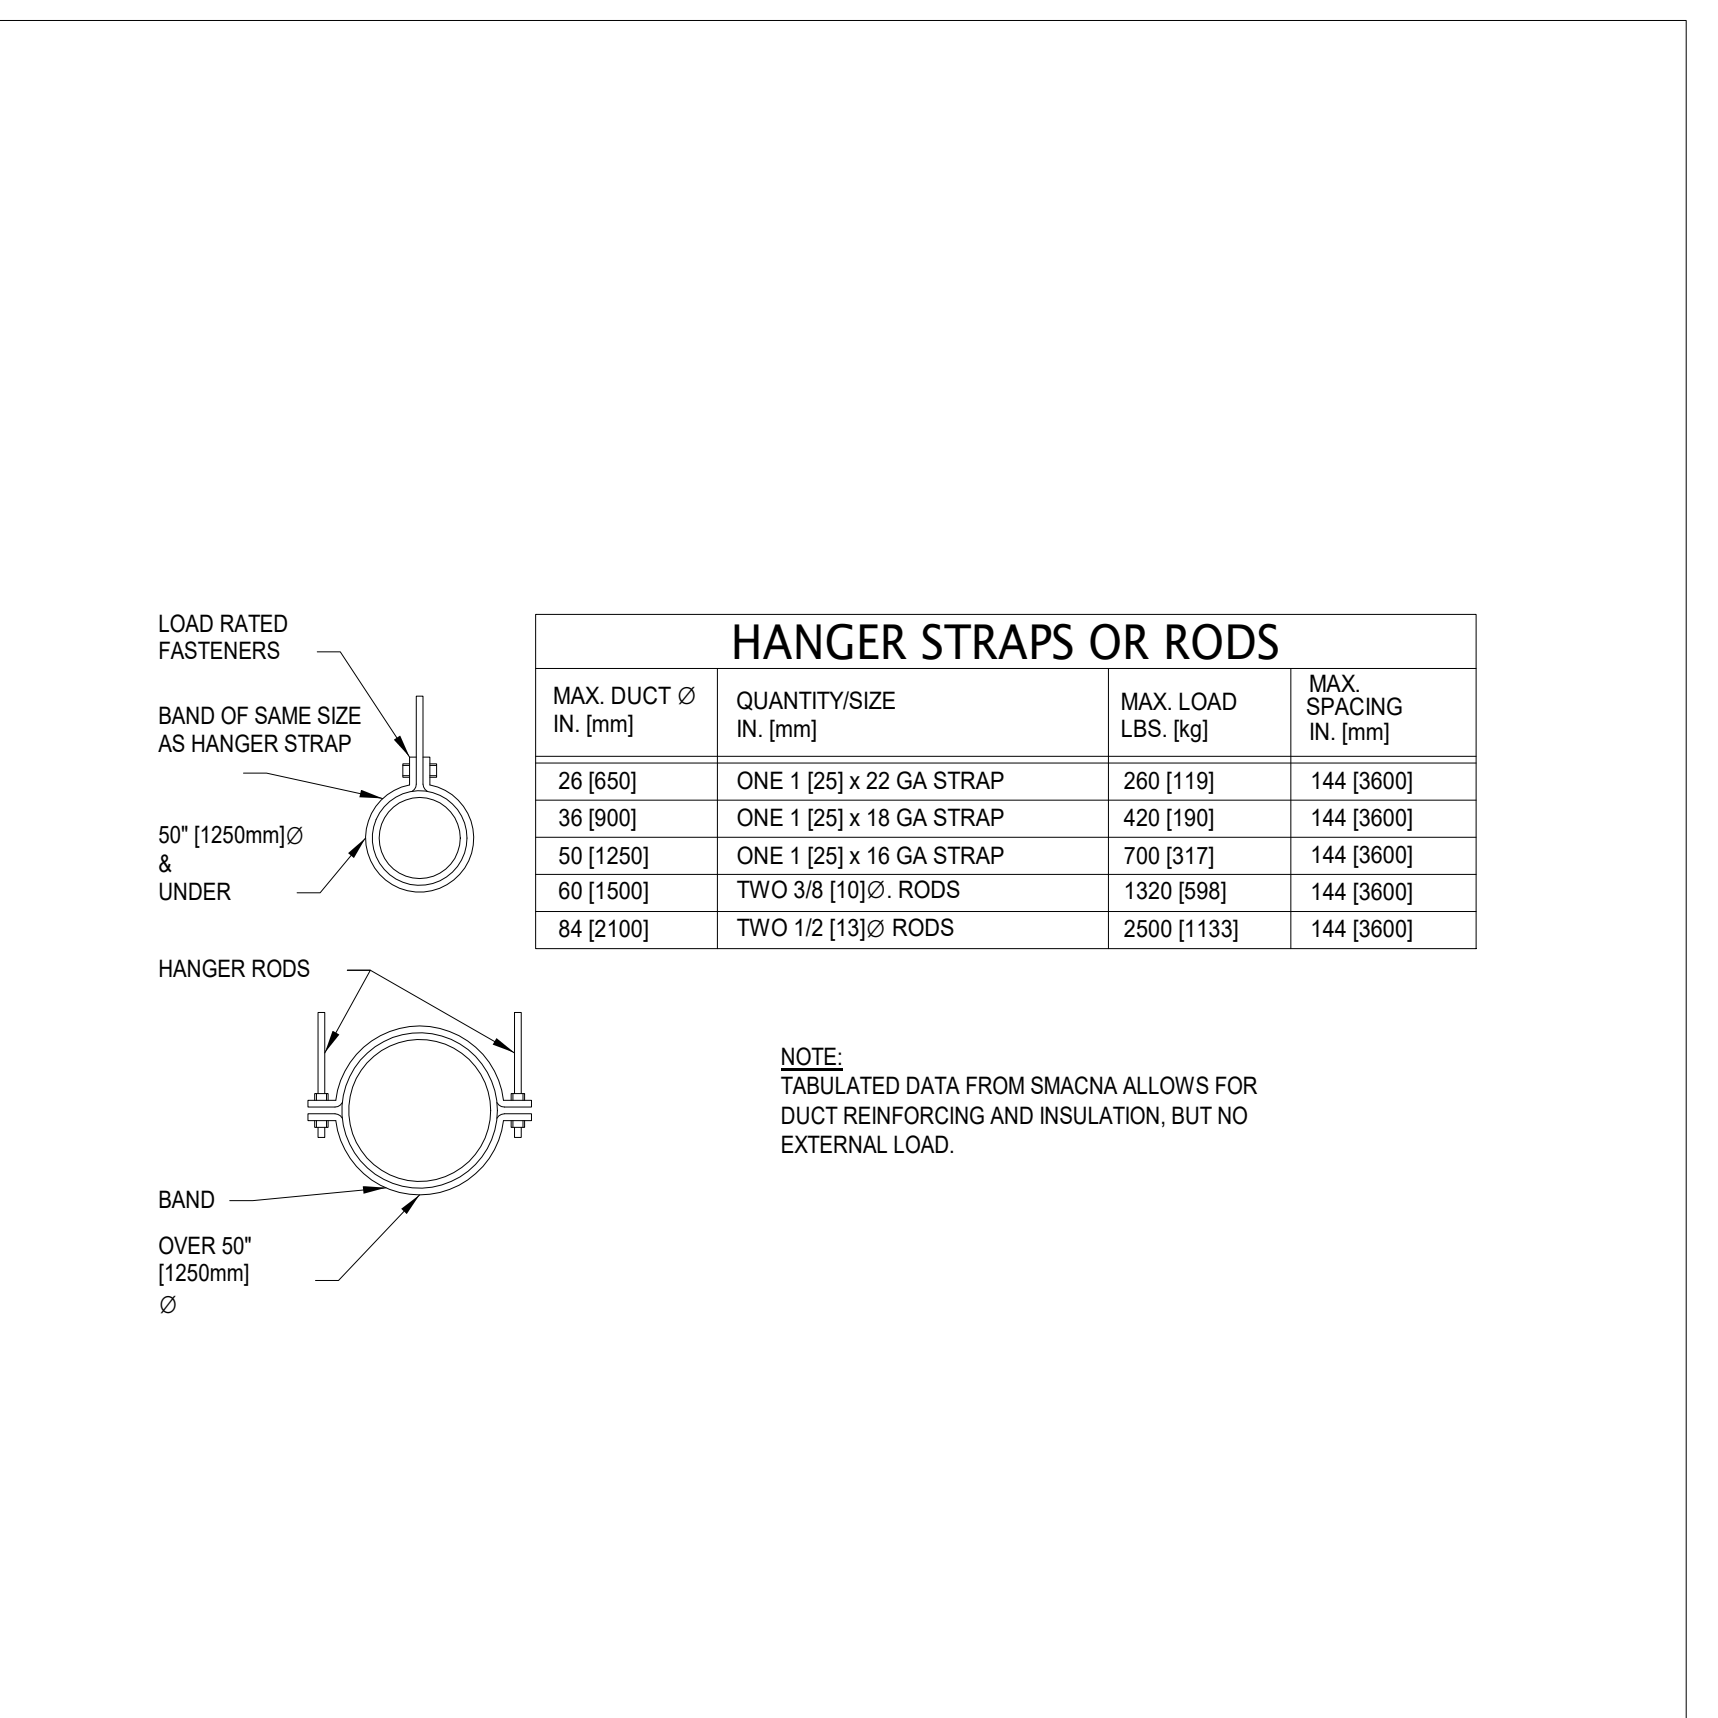 LOAD RATED
FASTENERS
BAND OF SAME SIZE
AS HANGER STRAP
50" [1250mm]∅
&
UNDER
HANGER STRAPS OR RODS
MAX. DUCT ∅
IN. [mm]
QUANTITY/SIZE
IN. [mm]
MAX. LOAD
LBS. [kg]
MAX.
SPACING
IN. [mm]
26 [650] ONE 1 [25] x 22 GA STRAP 260 [119] 144 [3600]
36 [900] ONE 1 [25] x 18 GA STRAP 420 [190] 144 [3600]
50 [1250] ONE 1 [25] x 16 GA STRAP 700 [317] 144 [3600]
60 [1500] TWO 3/8 [10]∅. RODS 1320 [598] 144 [3600]
84 [2100] TWO 1/2 [13]∅ RODS 2500 [1133] 144 [3600]
HANGER RODS
BAND
OVER 50"
[1250mm]
∅
NOTE:
TABULATED DATA FROM SMACNA ALLOWS FOR
DUCT REINFORCING AND INSULATION, BUT NO
EXTERNAL LOAD.